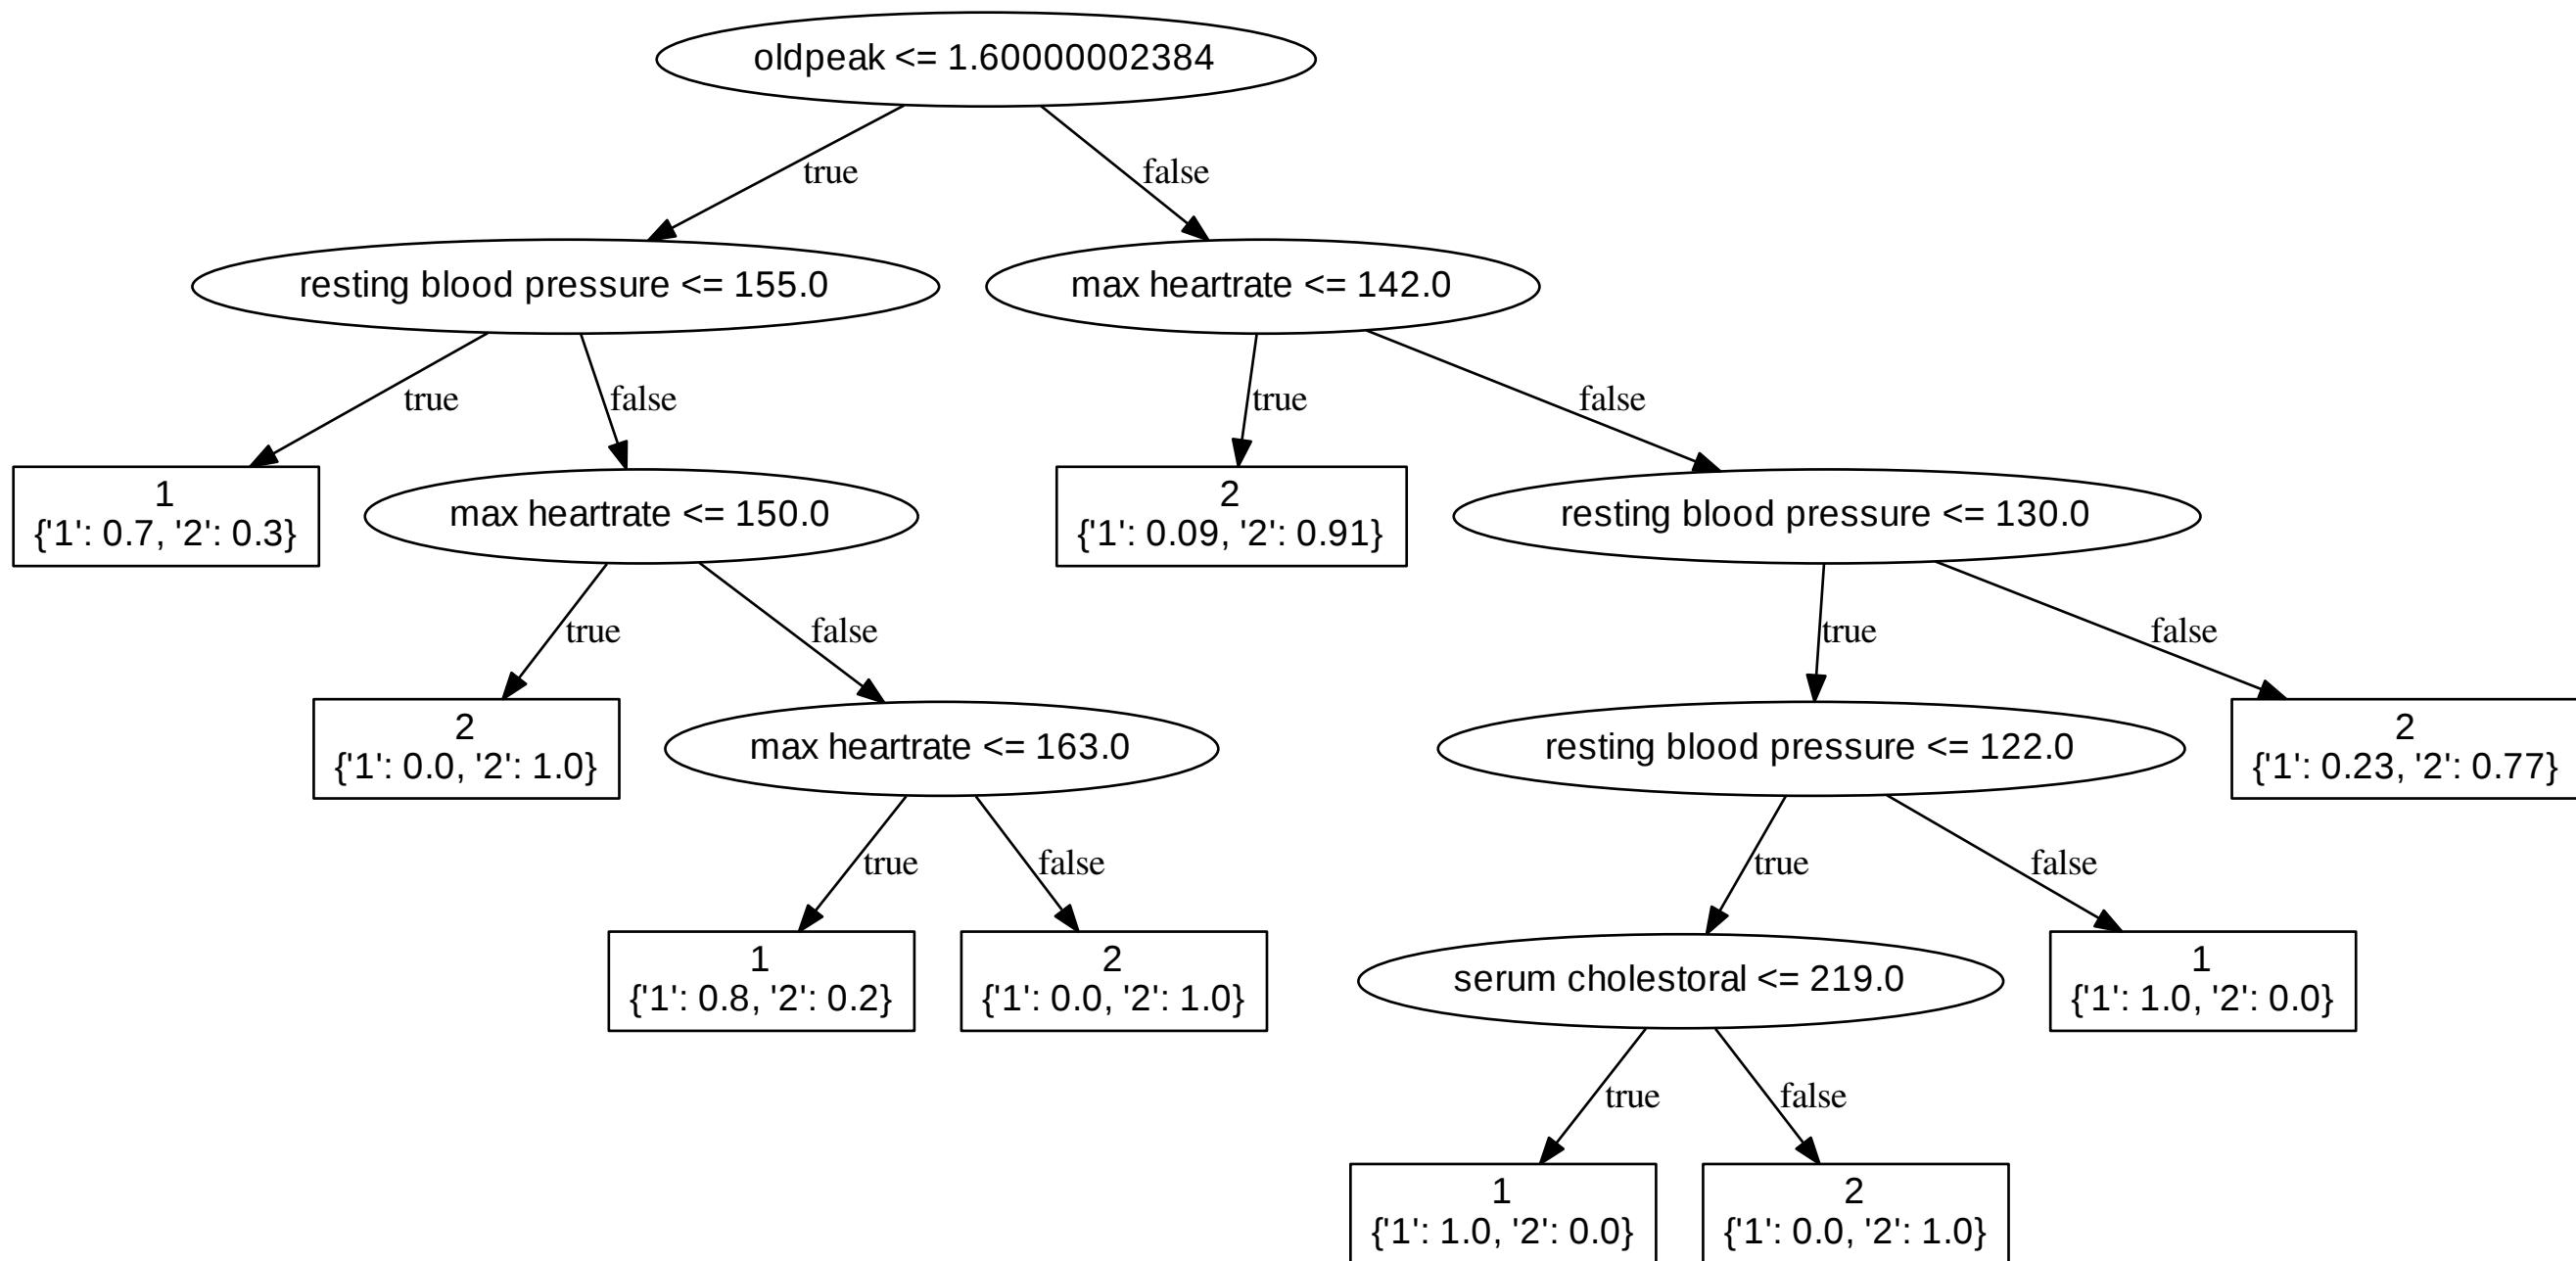 oldpeak <= 1.60000002384
true
false
resting blood pressure <= 155.0
max heartrate <= 142.0
true
false
true
false
1
{'1': 0.7, '2': 0.3}
max heartrate <= 150.0
2
{'1': 0.09, '2': 0.91}
resting blood pressure <= 130.0
true
false
true
false
2
{'1': 0.0, '2': 1.0}
max heartrate <= 163.0
resting blood pressure <= 122.0
2
{'1': 0.23, '2': 0.77}
true
false
true
false
1
{'1': 0.8, '2': 0.2}
2
{'1': 0.0, '2': 1.0}
serum cholestoral <= 219.0
1
{'1': 1.0, '2': 0.0}
true
false
1
{'1': 1.0, '2': 0.0}
2
{'1': 0.0, '2': 1.0}